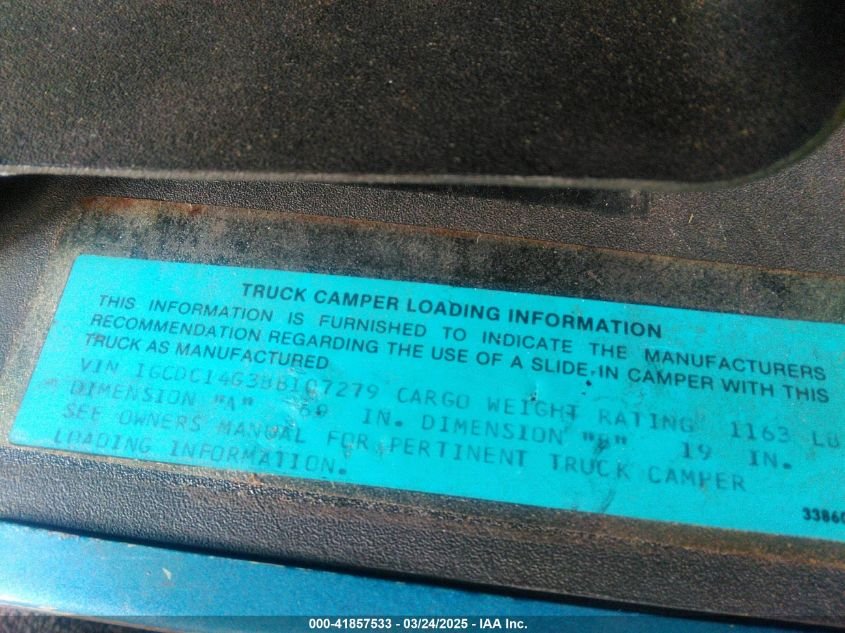 TRUCK CAMPER LOADING INFORMATION
THIS INFORMATION IS FURNISHED TO INDICATE THE MANUFACTURERS
RECOMMENDATION REGARDING THE USE OF A SLIDE-IN CAMPER WITH THIS
TRUCK AS MANUFACTURED
VIN CARGO WEIGHT RATING 1163 LB
DIMENSION "A" IN. DIMENSION "B" 19 IN.
SEE OWNERS MANUAL FOR PERTINENT TRUCK CAMPER
LOADING INFORMATION.
33860
000-41857533 - 03/24/2025 - IAA Inc.